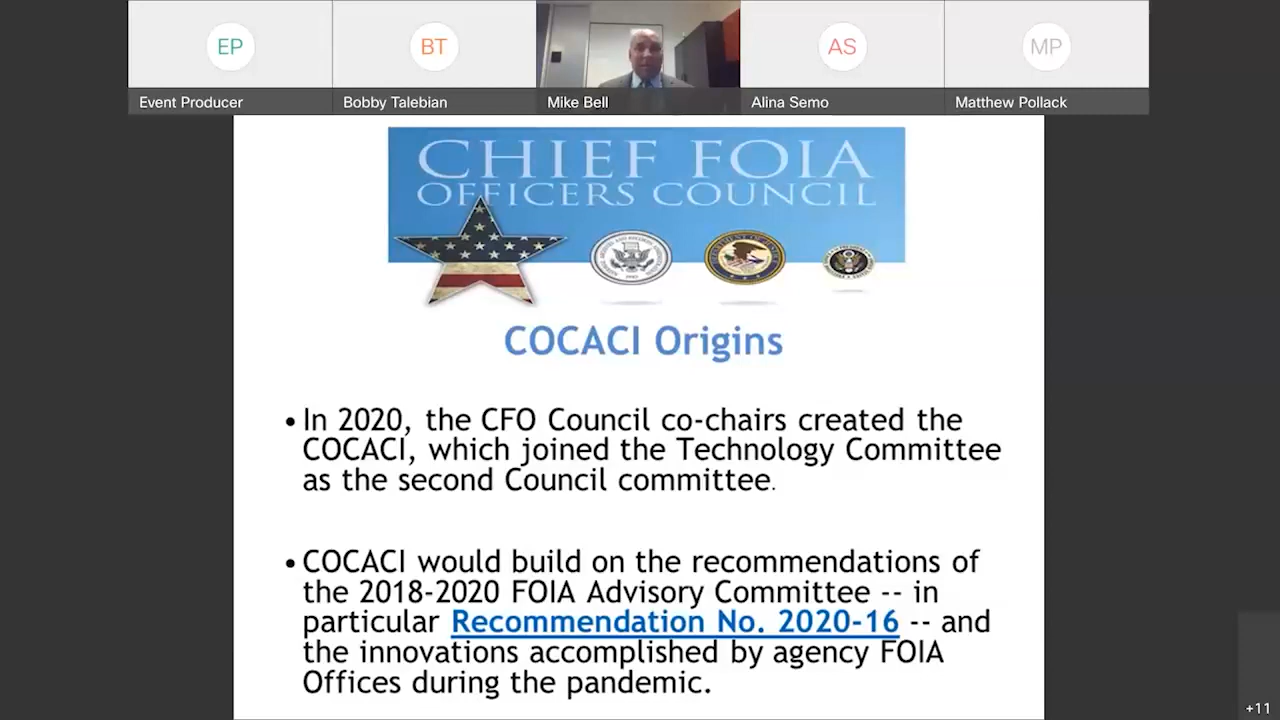 EP
BT
AS
MP
Event Producer
Bobby Talebian
Mike Bell
Alina Semo
Matthew Pollack
CHIEF FOIA
OFFICERS COUNCIL
COCACI Origins
• In 2020, the CFO Council co-chairs created the
COCACI, which joined the Technology Committee
as the second Council committee.
• COCACI would build on the recommendations of
the 2018-2020 FOIA Advisory Committee -- in
particular Recommendation No. 2020-16 -- and
the innovations accomplished by agency FOIA
Offices during the pandemic.
+11